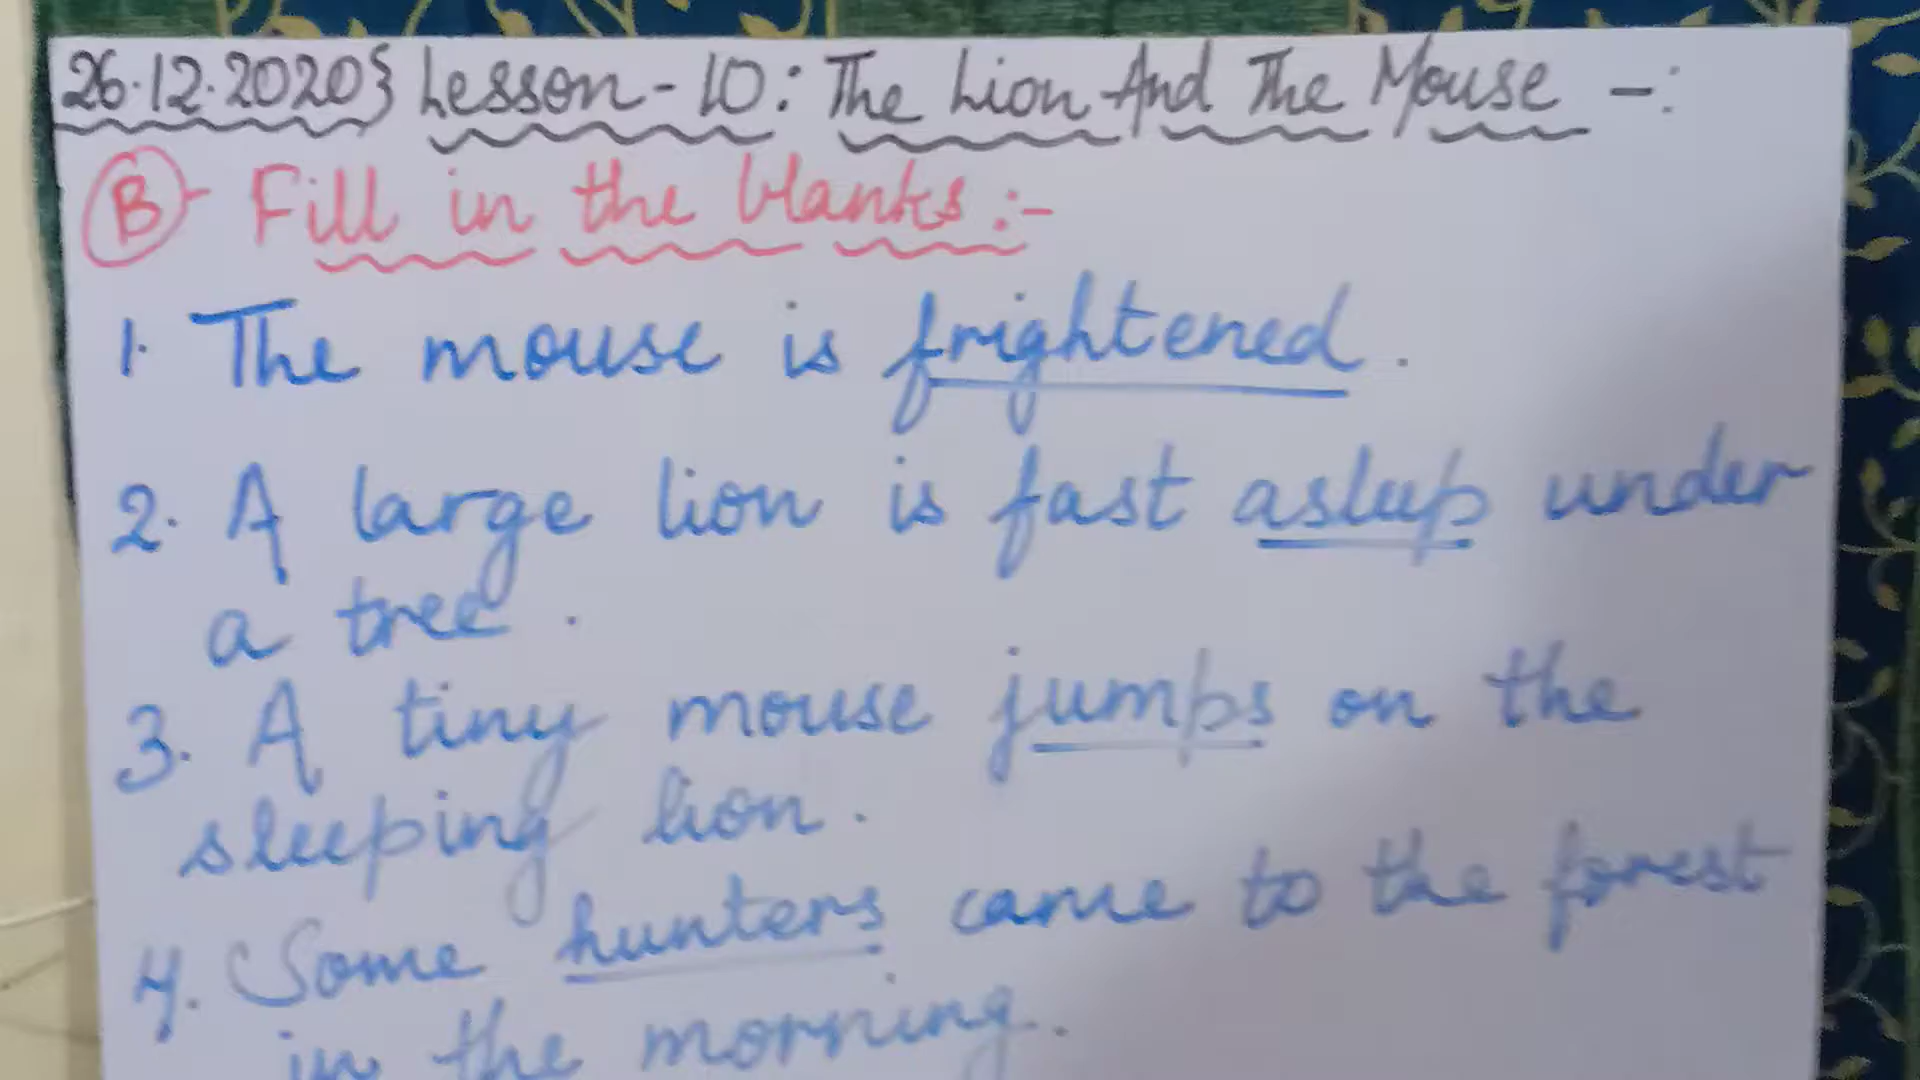 26.12.2020} Lesson-10: The Lion And The Mouse -:
B- Fill in the blanks:-
1. The mouse is frightened.
2. A large lion is fast asleep under
a tree.
3. A tiny mouse jumps on the
sleeping lion.
4. Some hunters came to the forest
in the morning.